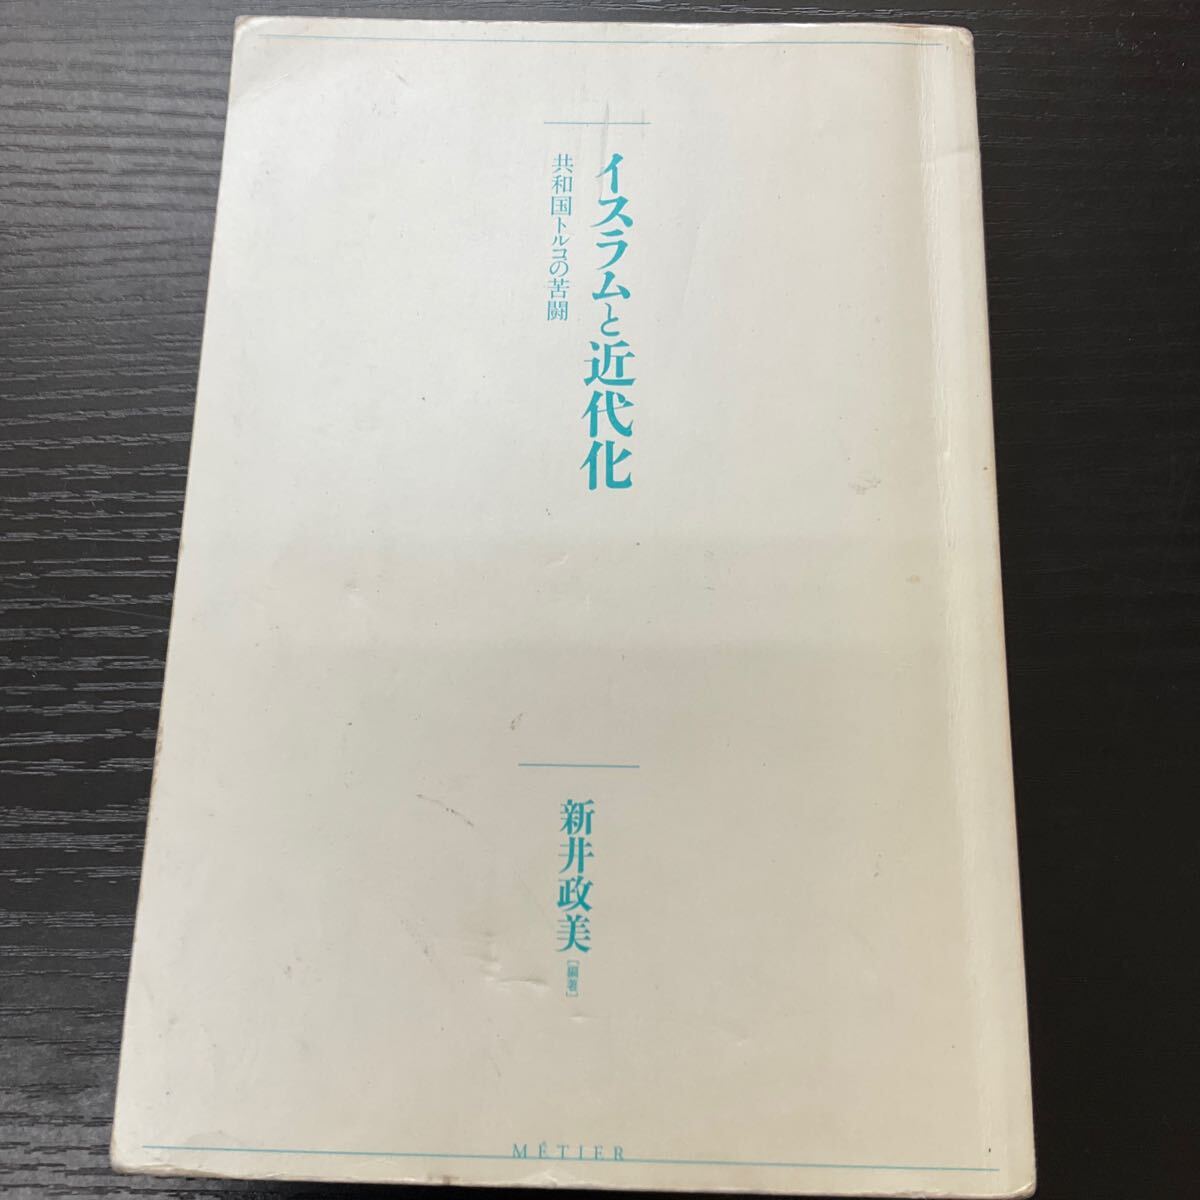 イスラムと近代化
共和国トルコの苦闘
新井政美
[編著]
MÉTIER